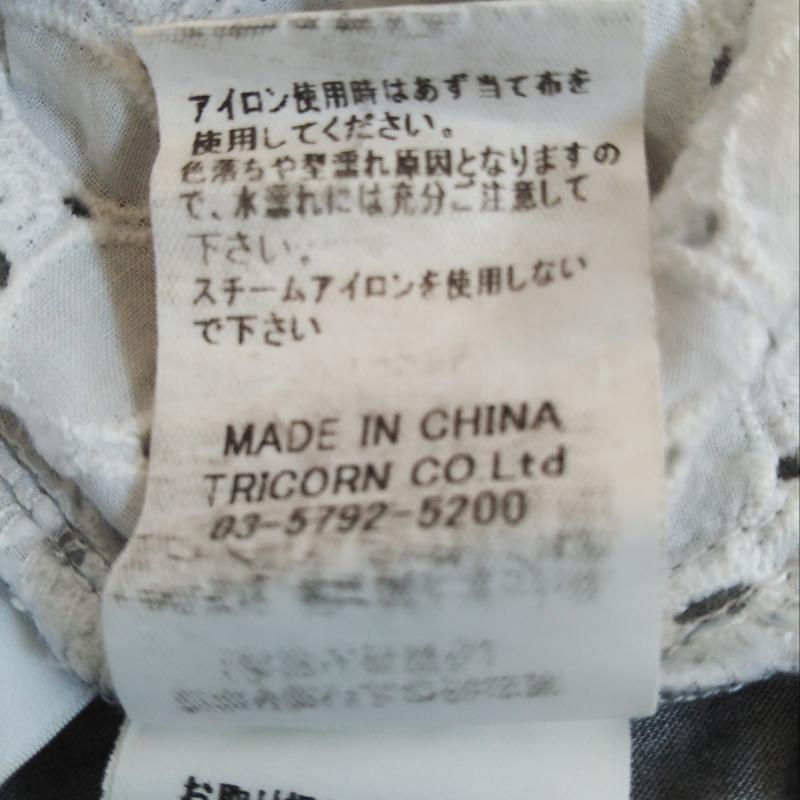 アイロン使用時はあず当て布を
使用してください。
色落ちや型濡れ原因となりますの
で、水濡れには充分ご注意して
下さい。
スチームアイロンを使用しない
で下さい
MADE IN CHINA
TRICORN CO.Ltd
03-5792-5200
お取り